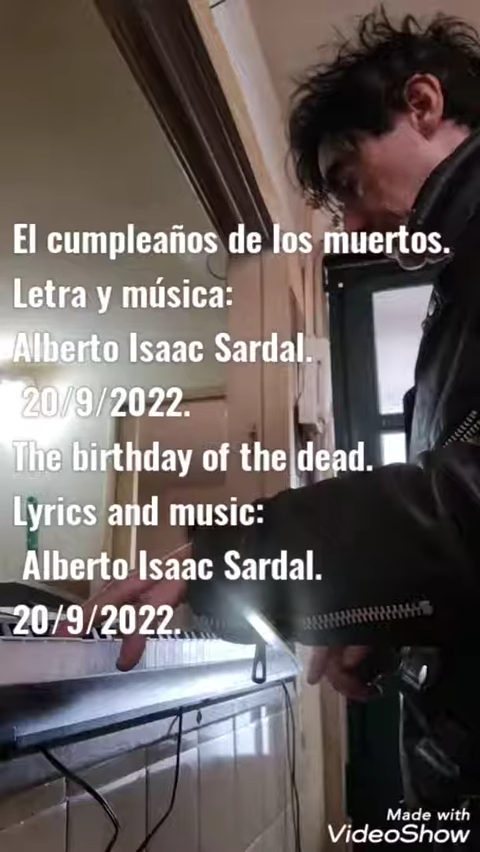 El cumpleaños de los muertos.
Letra y música:
Alberto Isaac Sardal.
20/9/2022.
The birthday of the dead.
Lyrics and music:
Alberto Isaac Sardal.
20/9/2022.
Made with
VideoShow